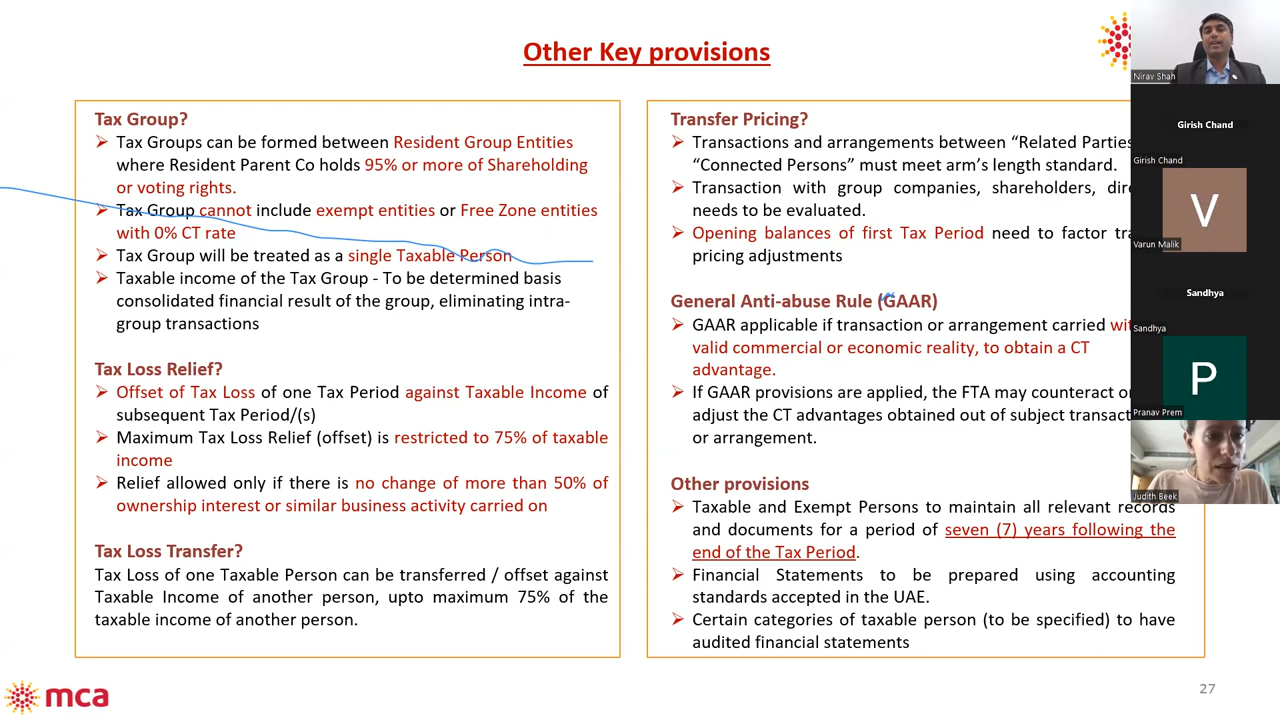 Other Key provisions
Tax Group?
Tax Groups can be formed between Resident Group Entities
where Resident Parent Co holds 95% or more of Shareholding
or voting rights.
Tax Group cannot include exempt entities or Free Zone entities
with 0% CT rate
Tax Group will be treated as a single Taxable Person
Taxable income of the Tax Group - To be determined basis
consolidated financial result of the group, eliminating intra-
group transactions
Tax Loss Relief?
Offset of Tax Loss of one Tax Period against Taxable Income of
subsequent Tax Period/(s)
Maximum Tax Loss Relief (offset) is restricted to 75% of taxable
income
Relief allowed only if there is no change of more than 50% of
ownership interest or similar business activity carried on
Tax Loss Transfer?
Tax Loss of one Taxable Person can be transferred / offset against
Taxable Income of another person, upto maximum 75% of the
taxable income of another person.
Transfer Pricing?
Transactions and arrangements between “Related Parties
“Connected Persons” must meet arm’s length standard.
Transaction with group companies, shareholders,
needs to be evaluated.
Opening balances of first Tax Period need to factor
pricing adjustments
General Anti-abuse Rule (GAAR)
GAAR applicable if transaction or arrangement carried
valid commercial or economic reality, to obtain a CT
advantage.
If GAAR provisions are applied, the FTA may counteract
adjust the CT advantages obtained out of subject
or arrangement.
Other provisions
Taxable and Exempt Persons to maintain all relevant records
and documents for a period of seven (7) years following the
end of the Tax Period.
Financial Statements to be prepared using accounting
standards accepted in the UAE.
Certain categories of taxable person (to be specified) to have
audited financial statements
Nirav Shah
Girish Chand
Girish Chand
V
Varun Malik
Sandhya
Sandhya
P
Pranav Prem
Judith Beek
mca
27